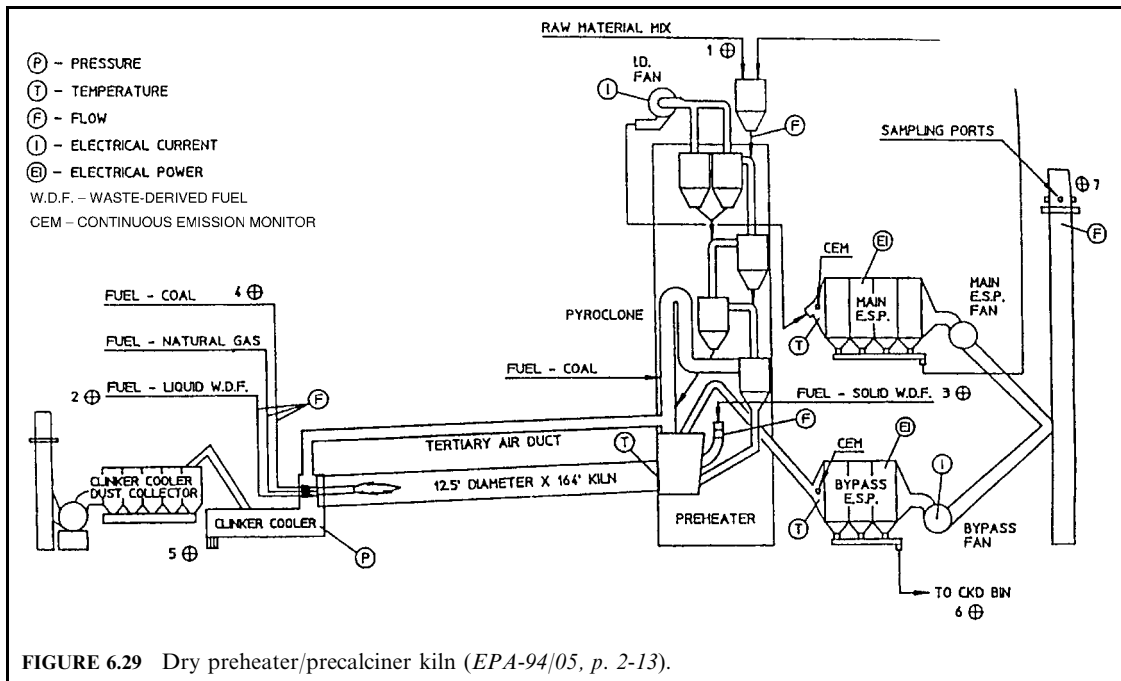 RAW MATERIAL MIX
1
Ⓟ - PRESSURE
Ⓣ - TEMPERATURE
Ⓕ - FLOW
Ⓘ - ELECTRICAL CURRENT
EI - ELECTRICAL POWER
W.D.F. – WASTE-DERIVED FUEL
CEM – CONTINUOUS EMISSION MONITOR
I.D.
FAN
I
F
SAMPLING PORTS
7
F
CEM
EI
MAIN
E.S.P.
MAIN
E.S.P.
FAN
T
PYROCLONE
FUEL - COAL
4
FUEL - NATURAL GAS
FUEL - LIQUID W.D.F.
2
F
FUEL - COAL
FUEL - SOLID W.D.F.
3
F
T
TERTIARY AIR DUCT
12.5' DIAMETER X 164' KILN
PREHEATER
CLINKER COOLER
DUST COLLECTOR
CLINKER COOLER
5
P
CEM
EI
BYPASS
E.S.P.
I
T
BYPASS
FAN
TO CKD BIN
6
FIGURE 6.29 Dry preheater/precalciner kiln (EPA-94/05, p. 2-13).